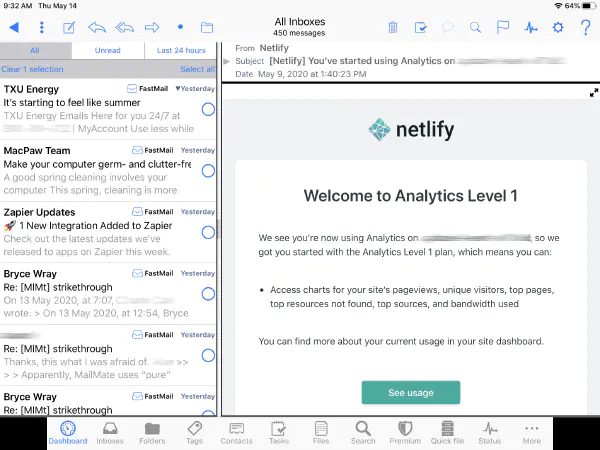 9:32 AM Thu May 14
64%
All Inboxes
450 messages
All Unread Last 24 hours
Clear 1 selection Select all
TXU Energy FastMail ▼Yesterday
It's starting to feel like summer
TXU Energy Emails Here for you 24/7 at
| MyAccount Use less while
MacPaw Team FastMail Yesterday
Make your computer germ- and clutter-fre
A good spring cleaning involves your
computer This spring, cleaning is more
Zapier Updates FastMail Yesterday
🚀 1 New Integration Added to Zapier
Check out the latest updates we've
released to apps on Zapier this week.
Bryce Wray FastMail Yesterday
Re: [MlMt] strikethrough
On 13 May 2020, at 7:07,
wrote: > On 13 May 2020, at 12:54, Bryce
FastMail Yesterday
Re: [MlMt] strikethrough
Thanks, this what I was afraid of. >>
> > Apparently, MailMate uses "pure"
Bryce Wray FastMail Yesterday
Re: [MlMt] strikethrough
From Netlify
Subject [Netlify] You've started using Analytics on
Date May 9, 2020 at 1:40:23 PM
netlify
Welcome to Analytics Level 1
We see you're now using Analytics on , so we
got you started with the Analytics Level 1 plan, which means you can:
• Access charts for your site's pageviews, unique visitors, top pages,
top resources not found, top sources, and bandwidth used
You can find more about your current usage in your site dashboard.
See usage
Dashboard Inboxes Folders Tags Contacts Tasks Files Search Premium Quick file Status More